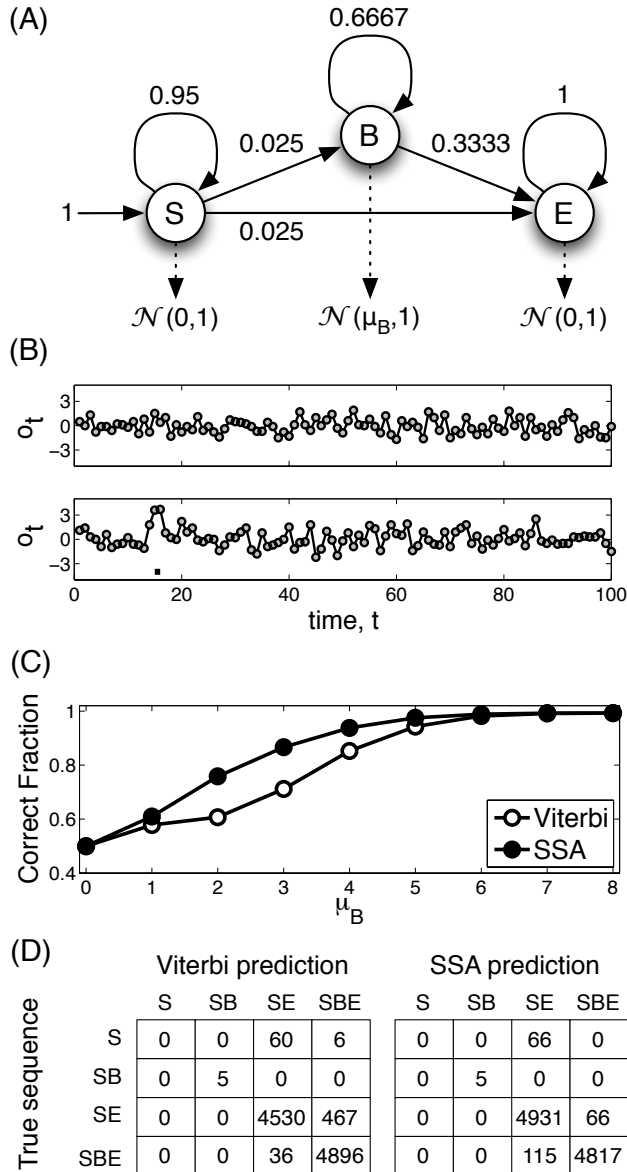 (A)
0.6667
0.95
1
B
0.025
0.3333
1
S
E
0.025
𝒩(0,1)
𝒩(μ_B,1)
𝒩(0,1)
(B)
3
0
−3
o_t
3
0
−3
o_t
0 20 40 60 80 100
time, t
(C)
1
0.8
0.6
0.4
Correct Fraction
Viterbi
SSA
0 1 2 3 4 5 6 7 8
μ_B
(D)
Viterbi prediction SSA prediction
S SB SE SBE S SB SE SBE
True sequence
S 0 0 60 6 0 0 66 0
SB 0 5 0 0 0 5 0 0
SE 0 0 4530 467 0 0 4931 66
SBE 0 0 36 4896 0 0 115 4817